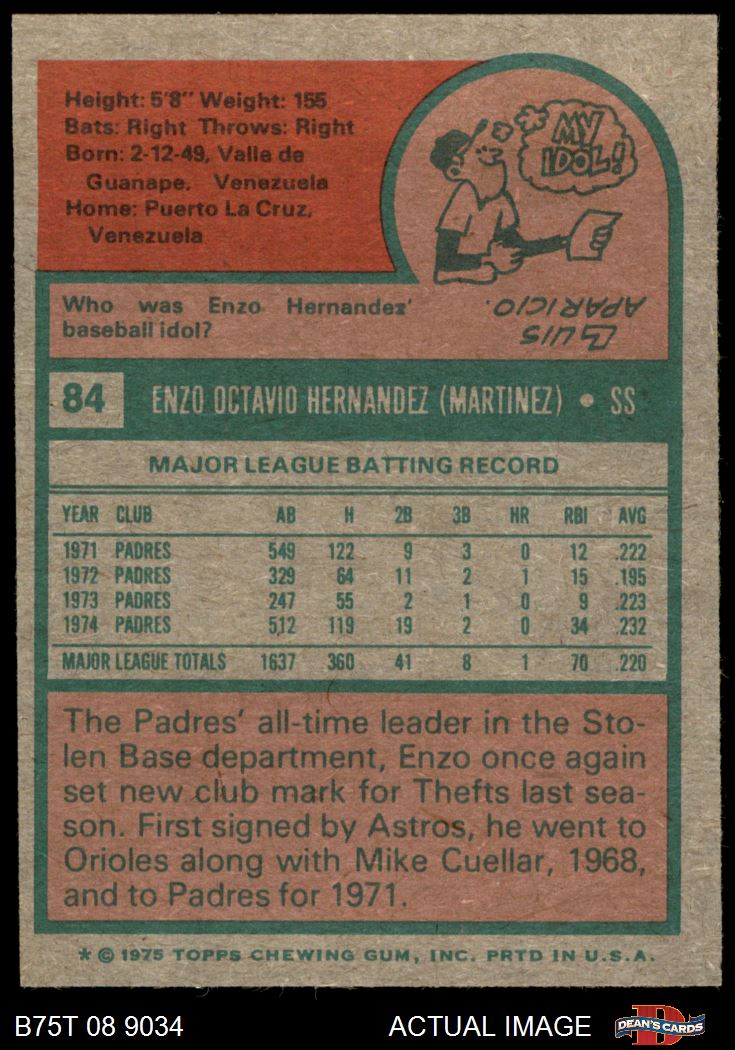 Height: 5'8" Weight: 155
Bats: Right Throws: Right
Born: 2-12-49, Valle de
Guanape, Venezuela
Home: Puerto La Cruz,
Venezuela
MY
IDOL!
Who was Enzo Hernandez'
baseball idol?
LUIS
APARICIO.
84 ENZO OCTAVIO HERNANDEZ (MARTINEZ) • SS
MAJOR LEAGUE BATTING RECORD
YEAR CLUB AB H 2B 3B HR RBI AVG
1971 PADRES 549 122 9 3 0 12 .222
1972 PADRES 329 64 11 2 1 15 .195
1973 PADRES 247 55 2 1 0 9 .223
1974 PADRES 512 119 19 2 0 34 .232
MAJOR LEAGUE TOTALS 1637 360 41 8 1 70 .220
The Padres' all-time leader in the Sto-
len Base department, Enzo once again
set new club mark for Thefts last sea-
son. First signed by Astros, he went to
Orioles along with Mike Cuellar, 1968,
and to Padres for 1971.
* © 1975 TOPPS CHEWING GUM, INC. PRTD IN U.S.A.
B75T 08 9034 ACTUAL IMAGE D DEAN'S CARDS